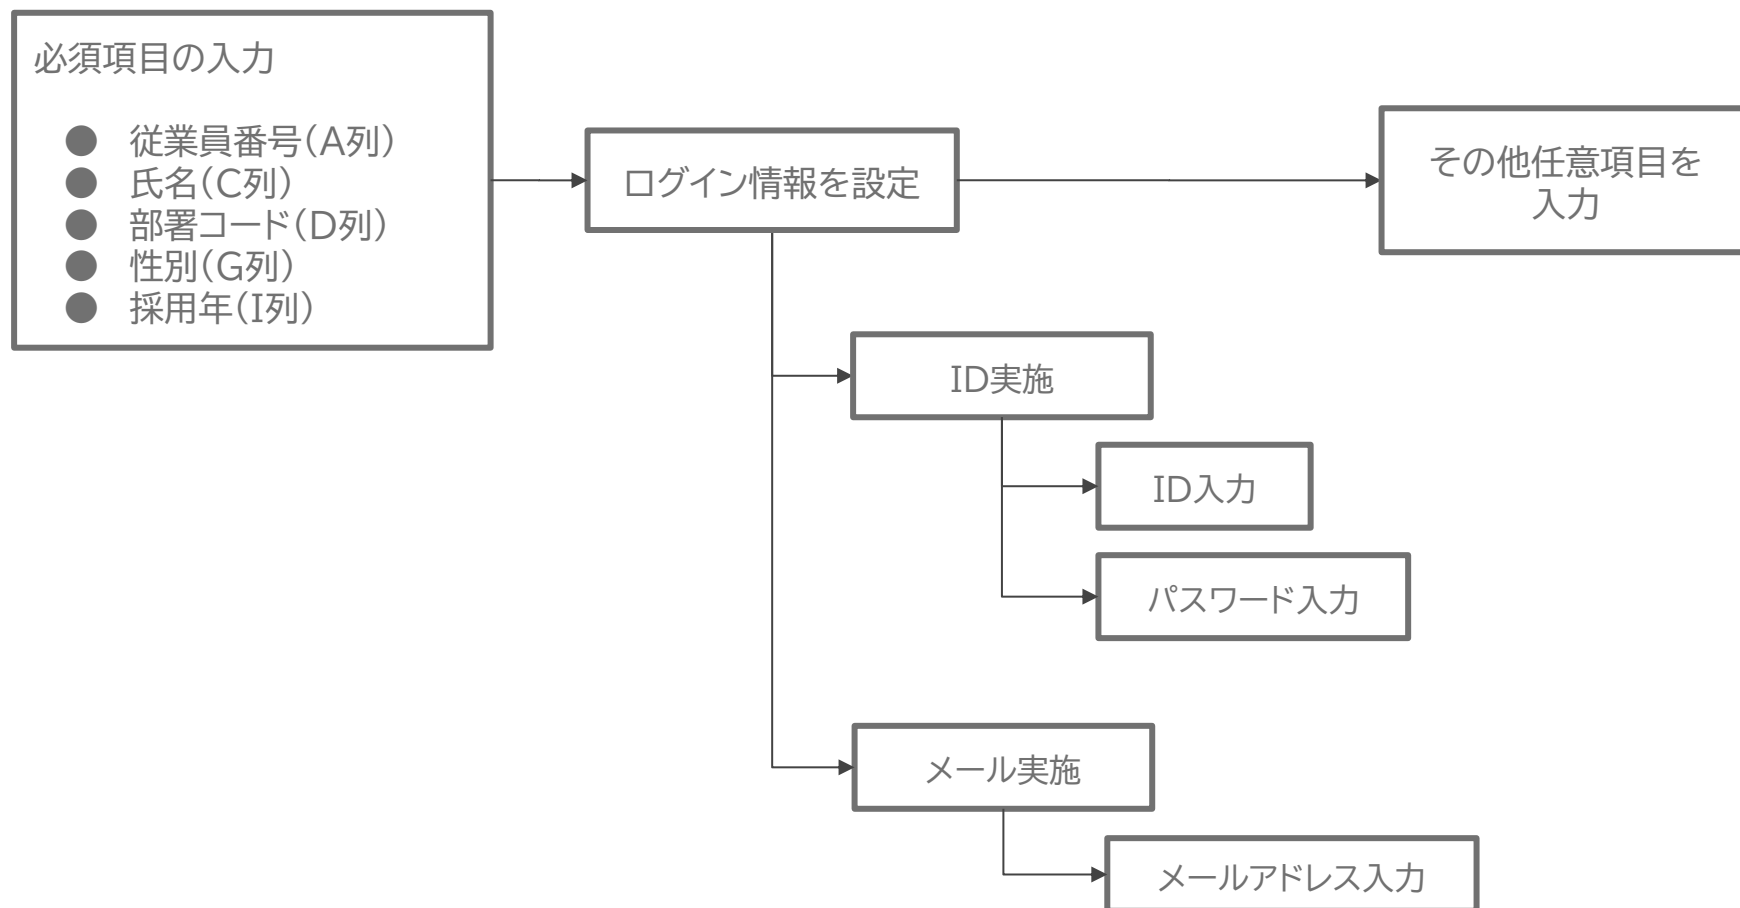 必須項目の入力
● 従業員番号(A列)
● 氏名(C列)
● 部署コード(D列)
● 性別(G列)
● 採用年(I列)
ログイン情報を設定
その他任意項目を
入力
ID実施
ID入力
パスワード入力
メール実施
メールアドレス入力